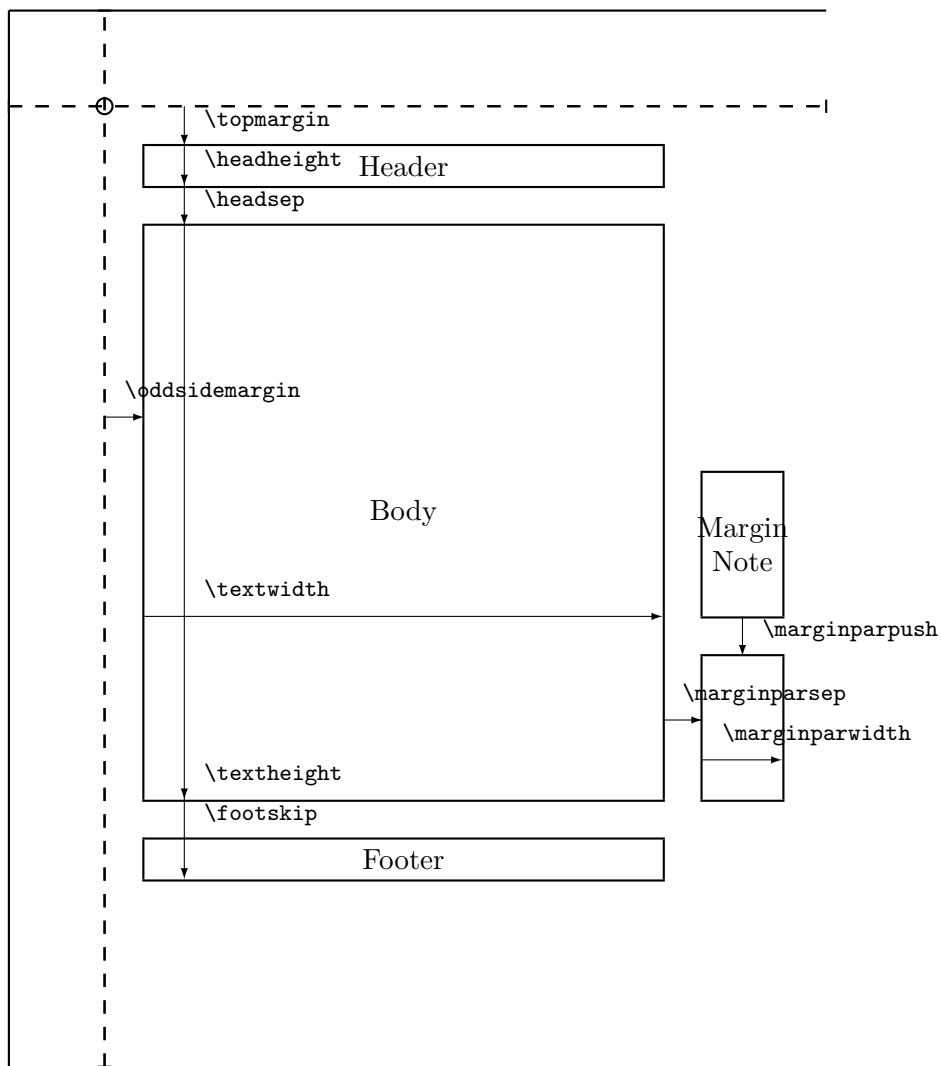 \topmargin
\headheight
Header
\headsep
\oddsidemargin
Body
Margin
Note
\textwidth
\marginparpush
\marginparsep
\marginparwidth
\textheight
\footskip
Footer